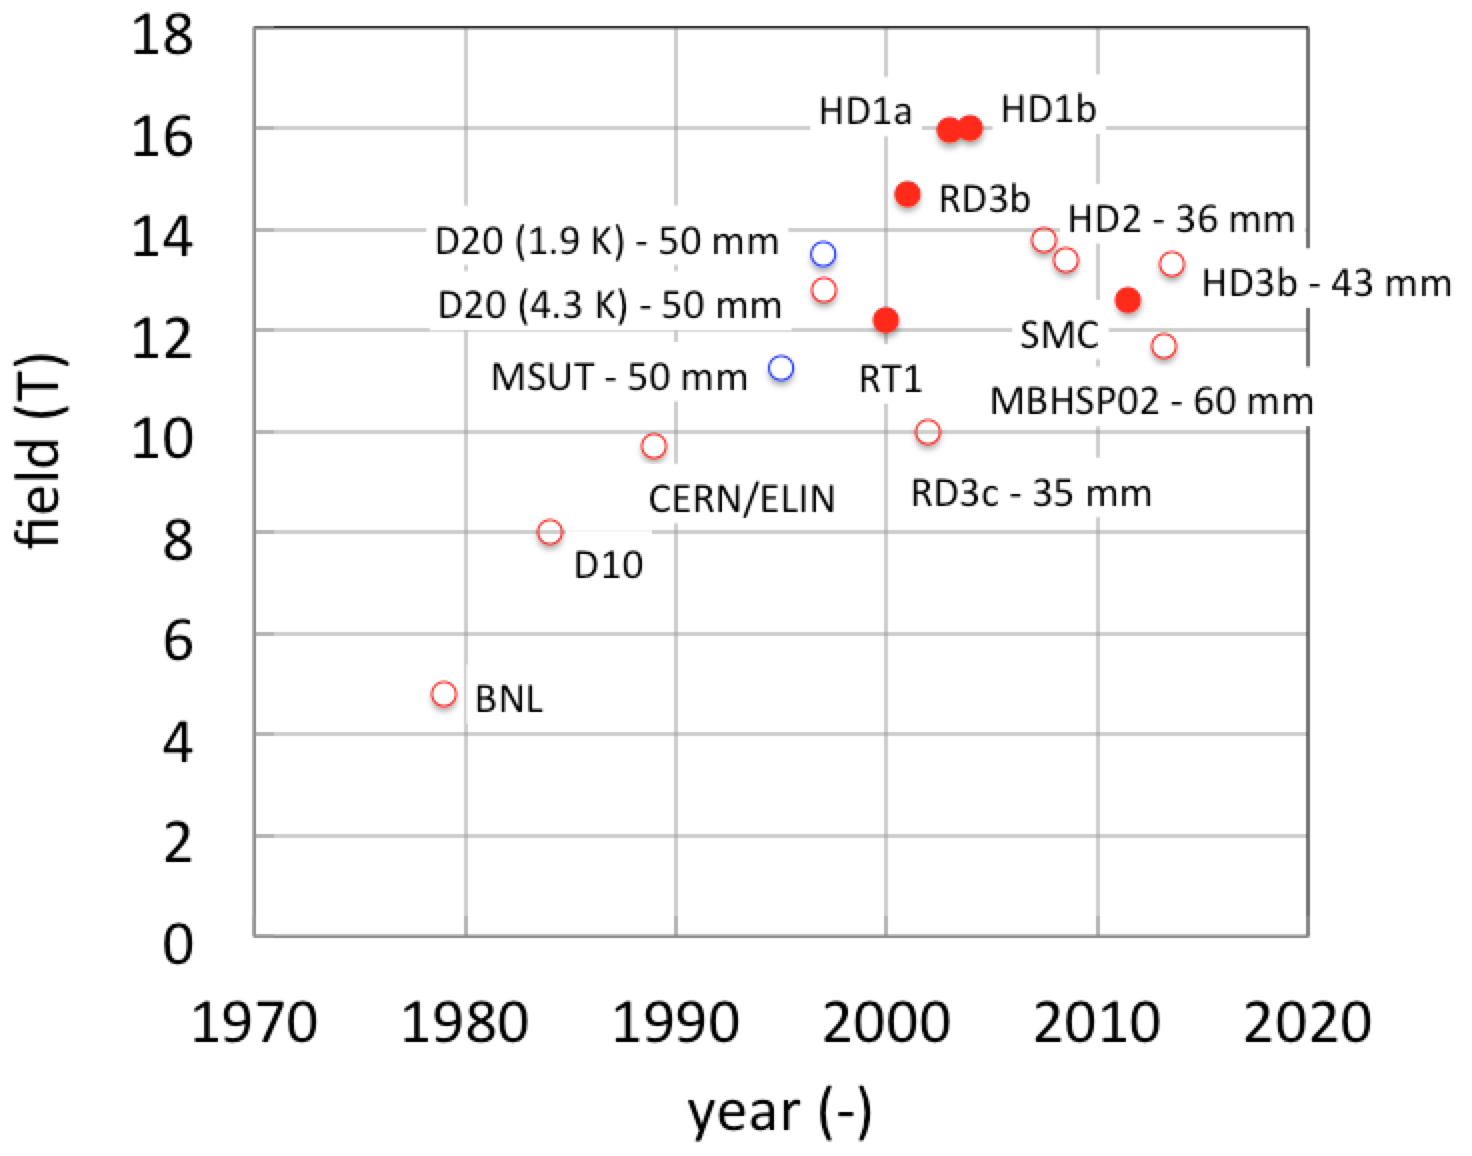 18
16
14
12
10
8
6
4
2
0
field (T)
HD1a
HD1b
RD3b
HD2 - 36 mm
D20 (1.9 K) - 50 mm
HD3b - 43 mm
D20 (4.3 K) - 50 mm
SMC
MSUT - 50 mm
RT1
MBHSP02 - 60 mm
CERN/ELIN
RD3c - 35 mm
D10
BNL
1970 1980 1990 2000 2010 2020
year (-)